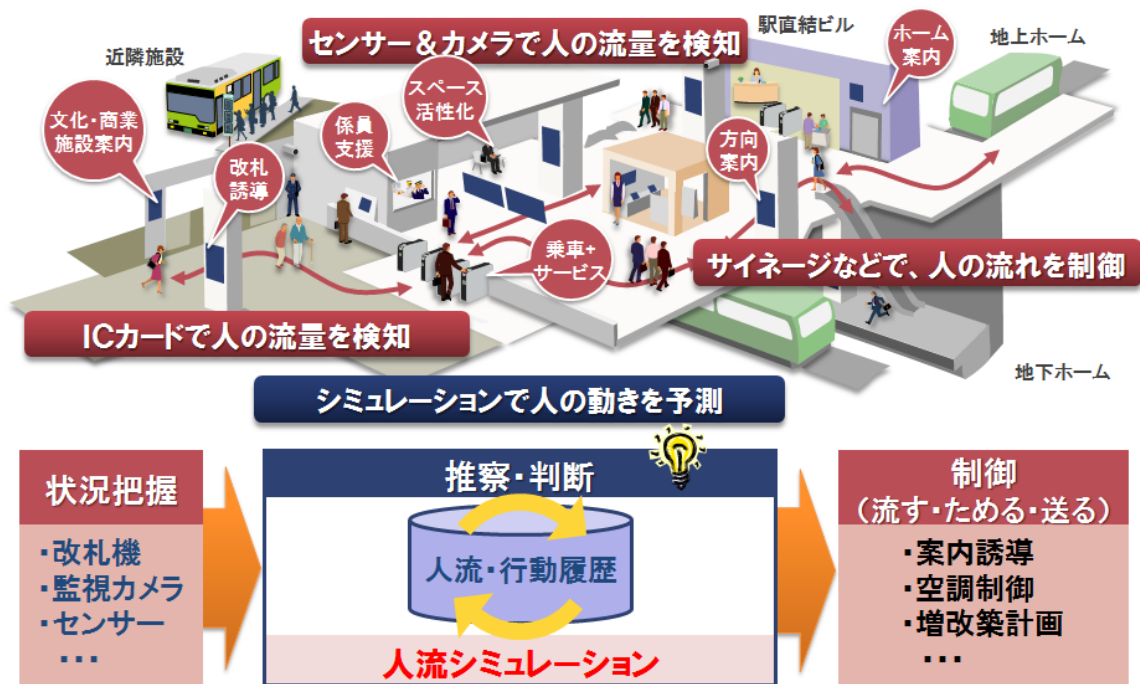 センサー&カメラで人の流量を検知
駅直結ビル
ホーム
案内
地上ホーム
近隣施設
スペース
活性化
文化・商業
施設案内
係員
支援
改札
誘導
方向
案内
乗車+
サービス
サイネージなどで、人の流れを制御
ICカードで人の流量を検知
地下ホーム
シミュレーションで人の動きを予測
状況把握
・改札機
・監視カメラ
・センサー
・・・
推察・判断
人流・行動履歴
人流シミュレーション
制御
(流す・ためる・送る)
・案内誘導
・空調制御
・増改築計画
・・・